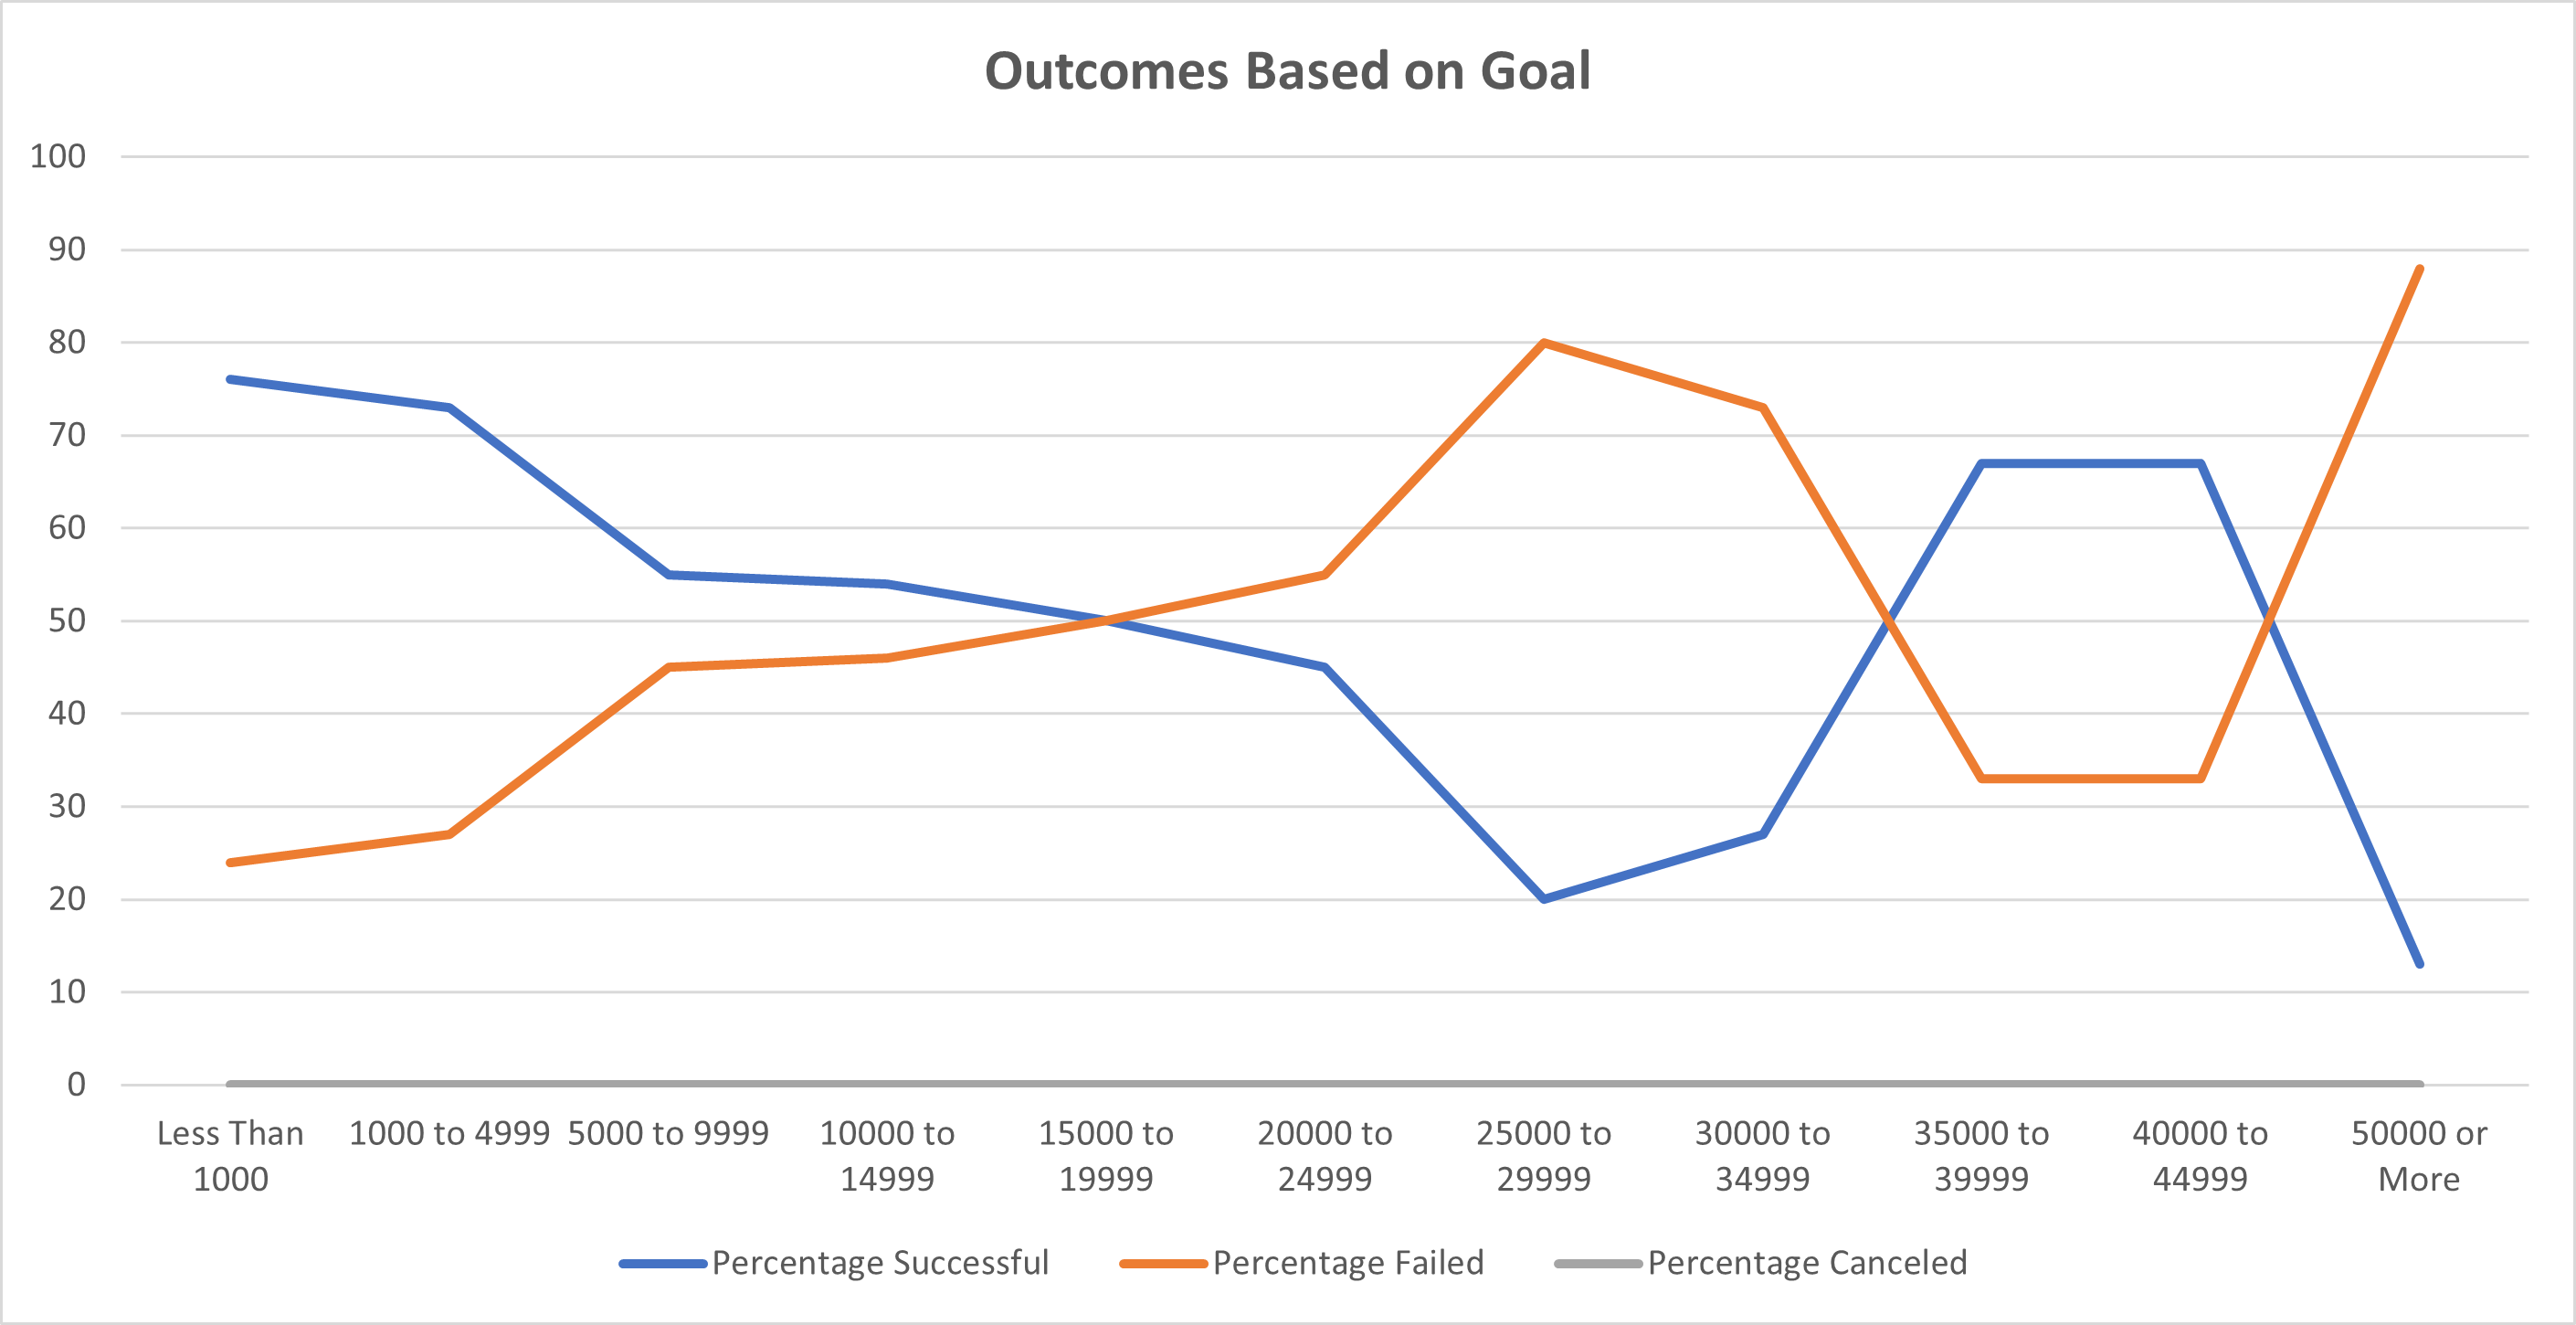 Outcomes Based on Goal
100
90
80
70
60
50
40
30
20
10
0
Less Than
1000
1000 to 4999
5000 to 9999
10000 to
14999
15000 to
19999
20000 to
24999
25000 to
29999
30000 to
34999
35000 to
39999
40000 to
44999
50000 or
More
Percentage Successful
Percentage Failed
Percentage Canceled